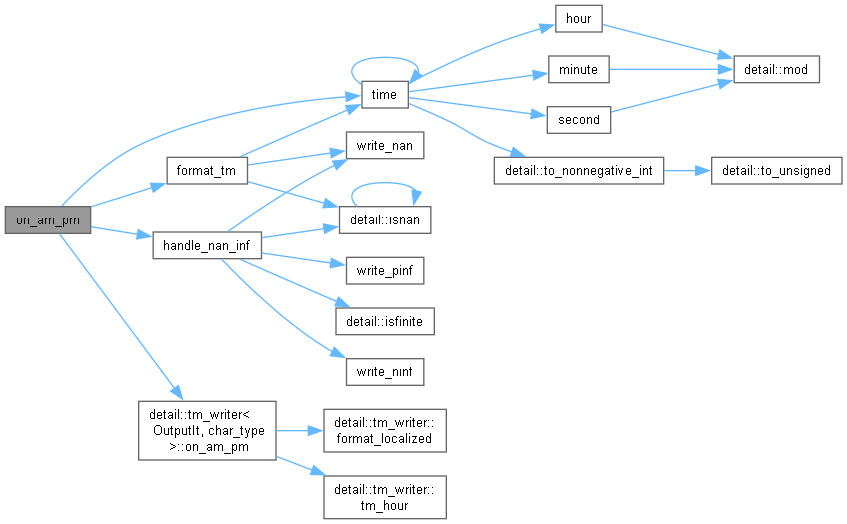 hour
minute
detail::mod
time
second
write_nan
format_tm
detail::to_nonnegative_int
detail::to_unsigned
on_am_pm
detail::isnan
handle_nan_inf
write_pinf
detail::isfinite
write_ninf
detail::tm_writer<
OutputIt, char_type
>::on_am_pm
detail::tm_writer::
format_localized
detail::tm_writer::
tm_hour